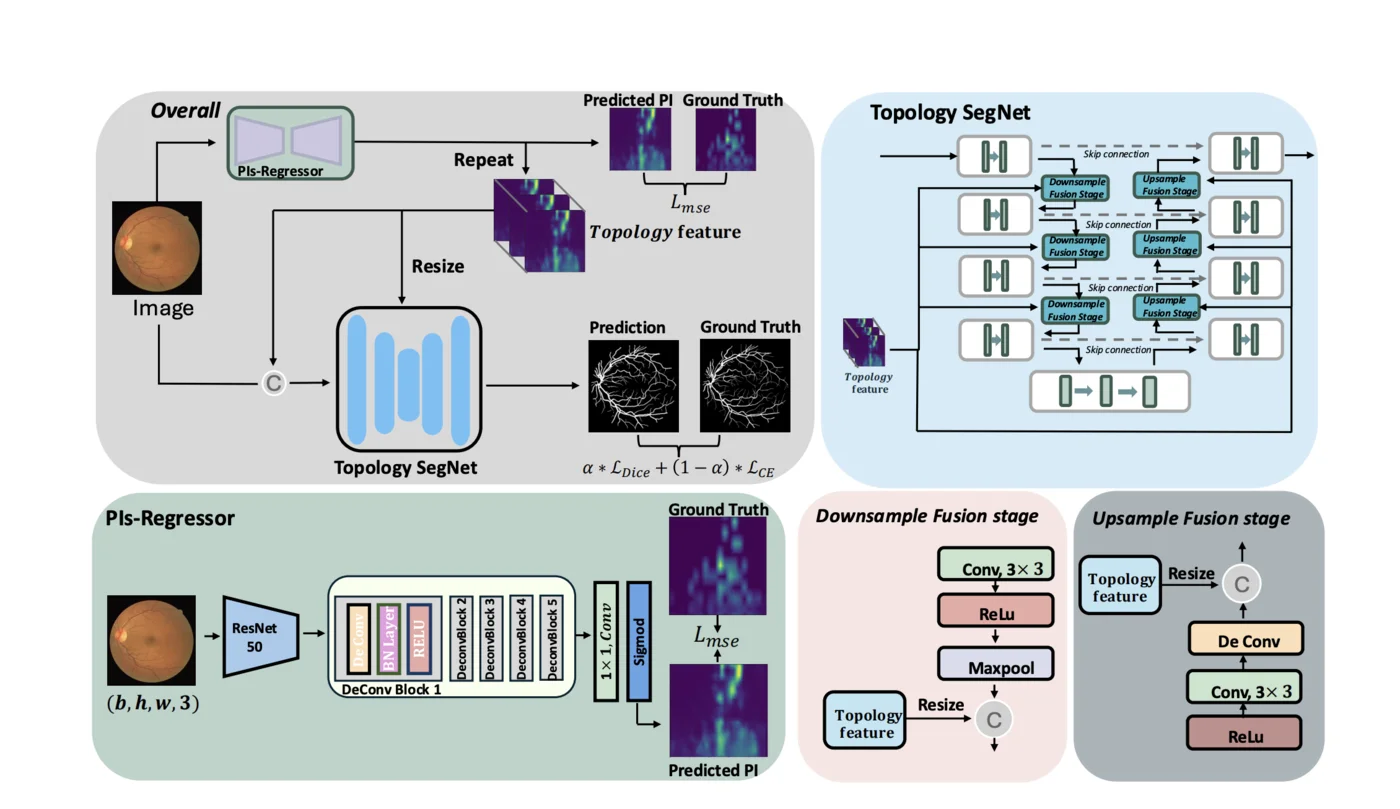 Overall
PIs-Regressor
Predicted PI
Ground Truth
Repeat
L_mse
Topology feature
Resize
Image
C
Prediction
Ground Truth
Topology SegNet
α ∗ ℒ_Dice + (1 − α) ∗ ℒ_CE
Topology SegNet
Skip connection
Downsample
Fusion Stage
Upsample
Fusion Stage
Skip connection
Downsample
Fusion Stage
Upsample
Fusion Stage
Skip connection
Downsample
Fusion Stage
Upsample
Fusion Stage
Skip connection
Topology
feature
PIs-Regressor
(b, h, w, 3)
ResNet
50
De Conv
BN Layer
RELU
DeConv Block 1
DeconvBlock 2
DeconvBlock 3
DeconvBlock 4
DeconvBlock 5
1 × 1, Conv
Sigmod
Ground Truth
L_mse
Predicted PI
Downsample Fusion stage
Conv, 3 × 3
ReLu
Maxpool
Topology
feature
Resize
C
Upsample Fusion stage
Topology
feature
Resize
C
De Conv
Conv, 3 × 3
ReLu